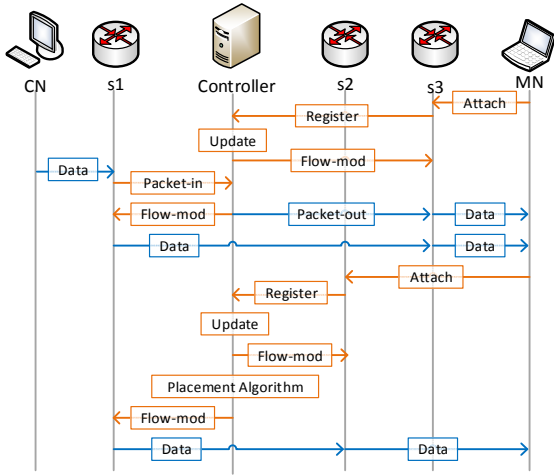 CN
s1
Controller
s2
s3
MN
Attach
Register
Update
Flow-mod
Data
Packet-in
Flow-mod
Packet-out
Data
Data
Data
Attach
Register
Update
Flow-mod
Placement Algorithm
Flow-mod
Data
Data